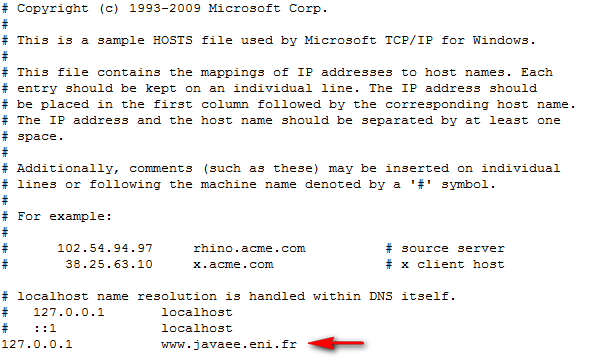 # Copyright (c) 1993-2009 Microsoft Corp.
#
# This is a sample HOSTS file used by Microsoft TCP/IP for Windows.
#
# This file contains the mappings of IP addresses to host names. Each
# entry should be kept on an individual line. The IP address should
# be placed in the first column followed by the corresponding host name.
# The IP address and the host name should be separated by at least one
# space.
#
# Additionally, comments (such as these) may be inserted on individual
# lines or following the machine name denoted by a '#' symbol.
#
# For example:
#
#      102.54.94.97     rhino.acme.com          # source server
#       38.25.63.10     x.acme.com              # x client host

# localhost name resolution is handled within DNS itself.
#   127.0.0.1       localhost
#   ::1             localhost
127.0.0.1           www.javaee.eni.fr